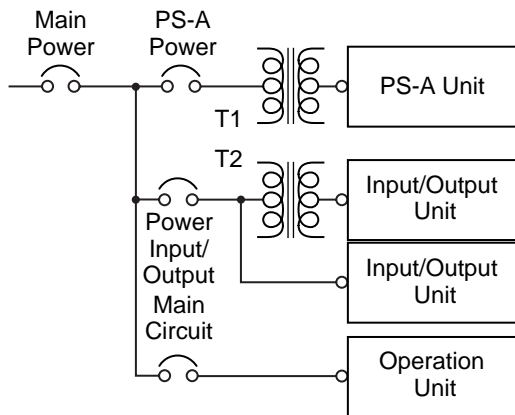 Main
Power
PS-A
Power
T1
PS-A Unit
T2
Power
Input/
Output
Input/Output
Unit
Input/Output
Unit
Main
Circuit
Operation
Unit